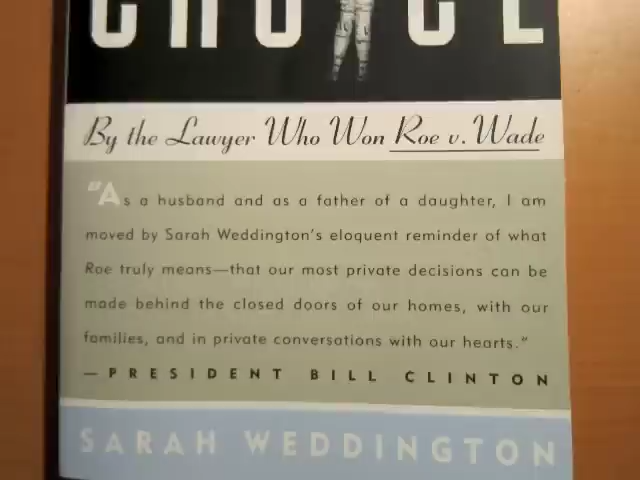 CHOICE
By the Lawyer Who Won Roe v. Wade
"As a husband and as a father of a daughter, I am
moved by Sarah Weddington's eloquent reminder of what
Roe truly means—that our most private decisions can be
made behind the closed doors of our homes, with our
families, and in private conversations with our hearts."
—PRESIDENT BILL CLINTON
SARAH WEDDINGTON